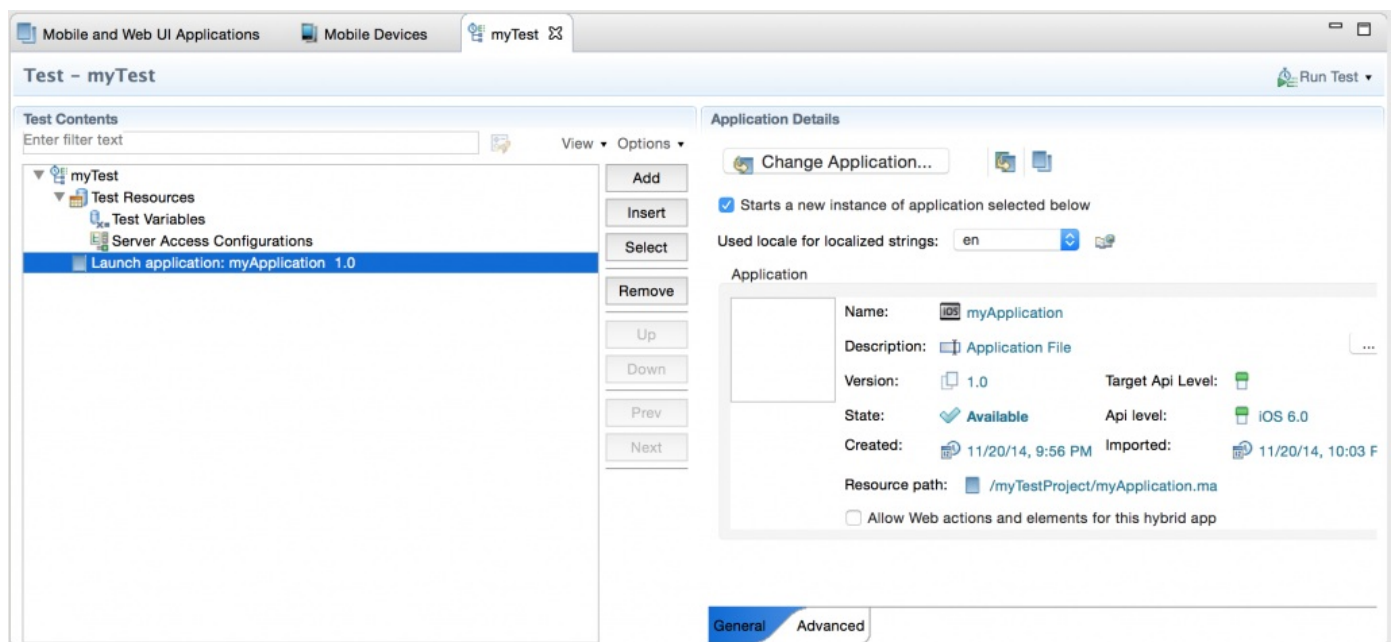 Mobile and Web UI Applications Mobile Devices myTest
Test - myTest Run Test
Test Contents
Enter filter text View Options
myTest
Test Resources
Test Variables
Server Access Configurations
Launch application: myApplication 1.0
Add
Insert
Select
Remove
Up
Down
Prev
Next
Application Details
Change Application...
Starts a new instance of application selected below
Used locale for localized strings: en
Application
Name: iOS myApplication
Description: Application File ...
Version: 1.0 Target Api Level:
State: Available Api level: iOS 6.0
Created: 11/20/14, 9:56 PM Imported: 11/20/14, 10:03 P
Resource path: /myTestProject/myApplication.ma
Allow Web actions and elements for this hybrid app
General Advanced